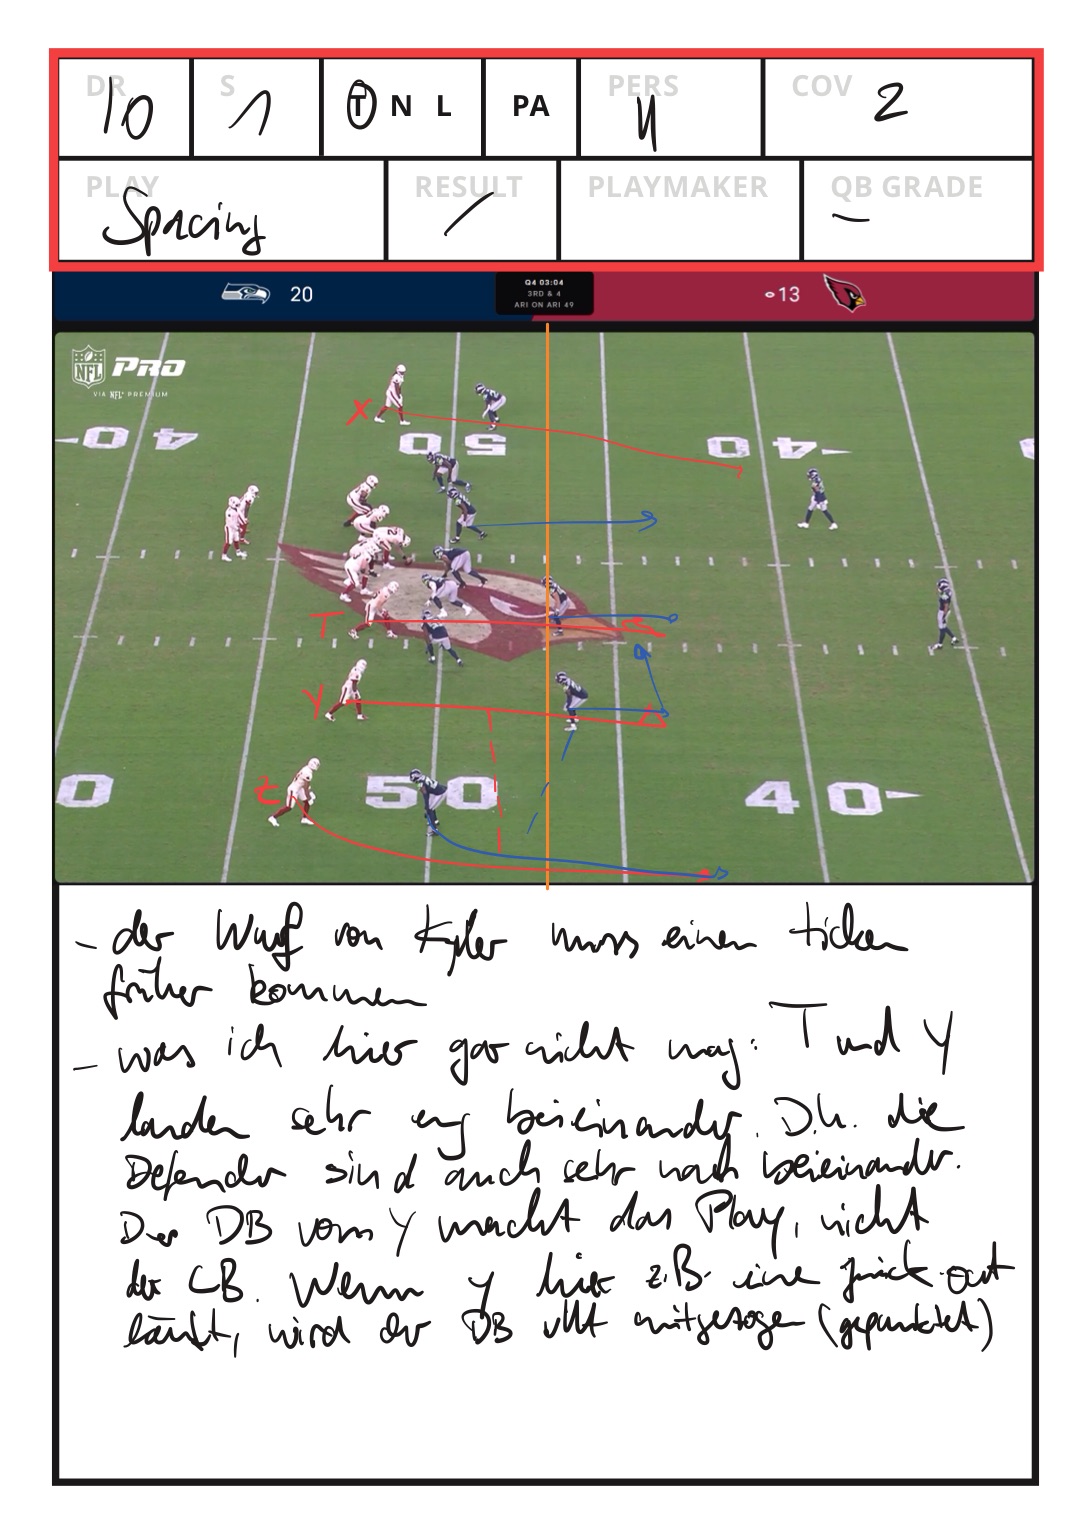 DR S T N L PA PERS COV
10 1 11 2
PLAY RESULT PLAYMAKER QB GRADE
Spacing / –
20 Q4 03:04 13
3RD & 4
ARI ON ARI 49
NFL PRO
VIA NFL+ PREMIUM
X
40 50 40
T
Y
Z
0 50 40
- der Wurf von Kyler muss einen ticken
früher kommen
- was ich hier gar nicht mag: T und Y
landen sehr eng beieinander. D.h. die
Defender sind auch sehr nah beieinander.
Der DB vom Y macht das Play, nicht
der CB. Wenn Y hier z.B. eine quick-out
läuft, wird der DB vllt mitgezogen (gepunktet)